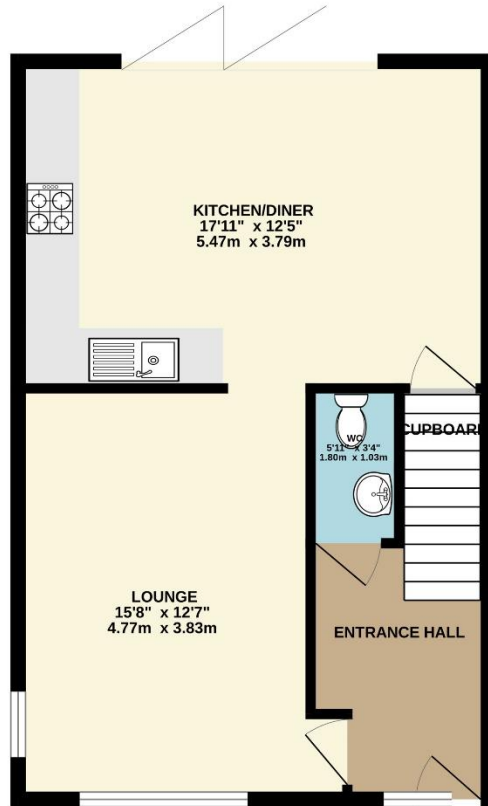 KITCHEN/DINER
17'11" x 12'5"
5.47m x 3.79m
CUPBOARD
WC
5'11" x 3'4"
1.80m x 1.03m
LOUNGE
15'8" x 12'7"
4.77m x 3.83m
ENTRANCE HALL